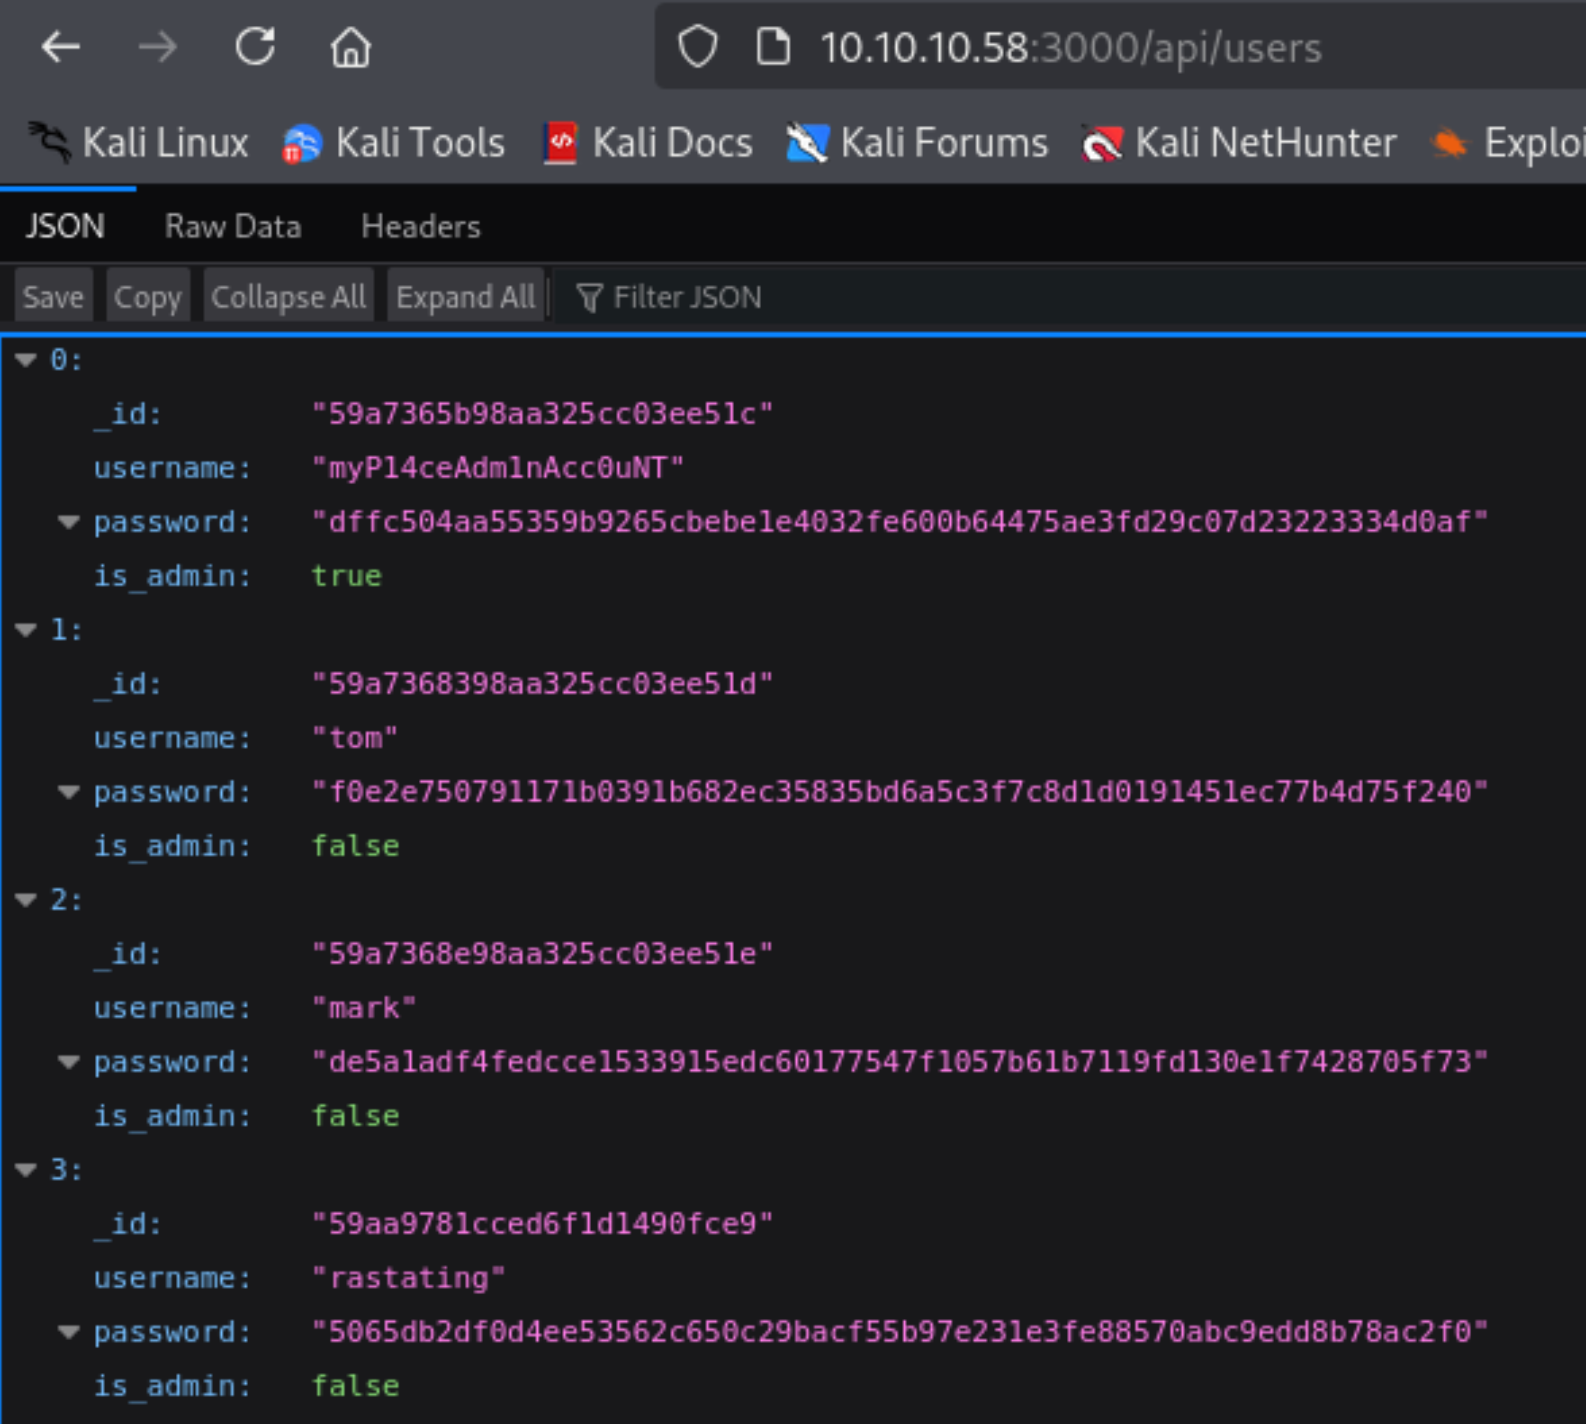 10.10.10.58:3000/api/users
Kali Linux Kali Tools Kali Docs Kali Forums Kali NetHunter Exploi
JSON Raw Data Headers
Save Copy Collapse All Expand All Filter JSON
0:
_id: "59a7365b98aa325cc03ee51c"
username: "myP14ceAdm1nAcc0uNT"
password: "dffc504aa55359b9265cbebe1e4032fe600b64475ae3fd29c07d23223334d0af"
is_admin: true
1:
_id: "59a7368398aa325cc03ee51d"
username: "tom"
password: "f0e2e750791171b0391b682ec35835bd6a5c3f7c8d1d0191451ec77b4d75f240"
is_admin: false
2:
_id: "59a7368e98aa325cc03ee51e"
username: "mark"
password: "de5a1adf4fedcce1533915edc60177547f1057b61b7119fd130e1f7428705f73"
is_admin: false
3:
_id: "59aa9781cced6f1d1490fce9"
username: "rastating"
password: "5065db2df0d4ee53562c650c29bacf55b97e231e3fe88570abc9edd8b78ac2f0"
is_admin: false